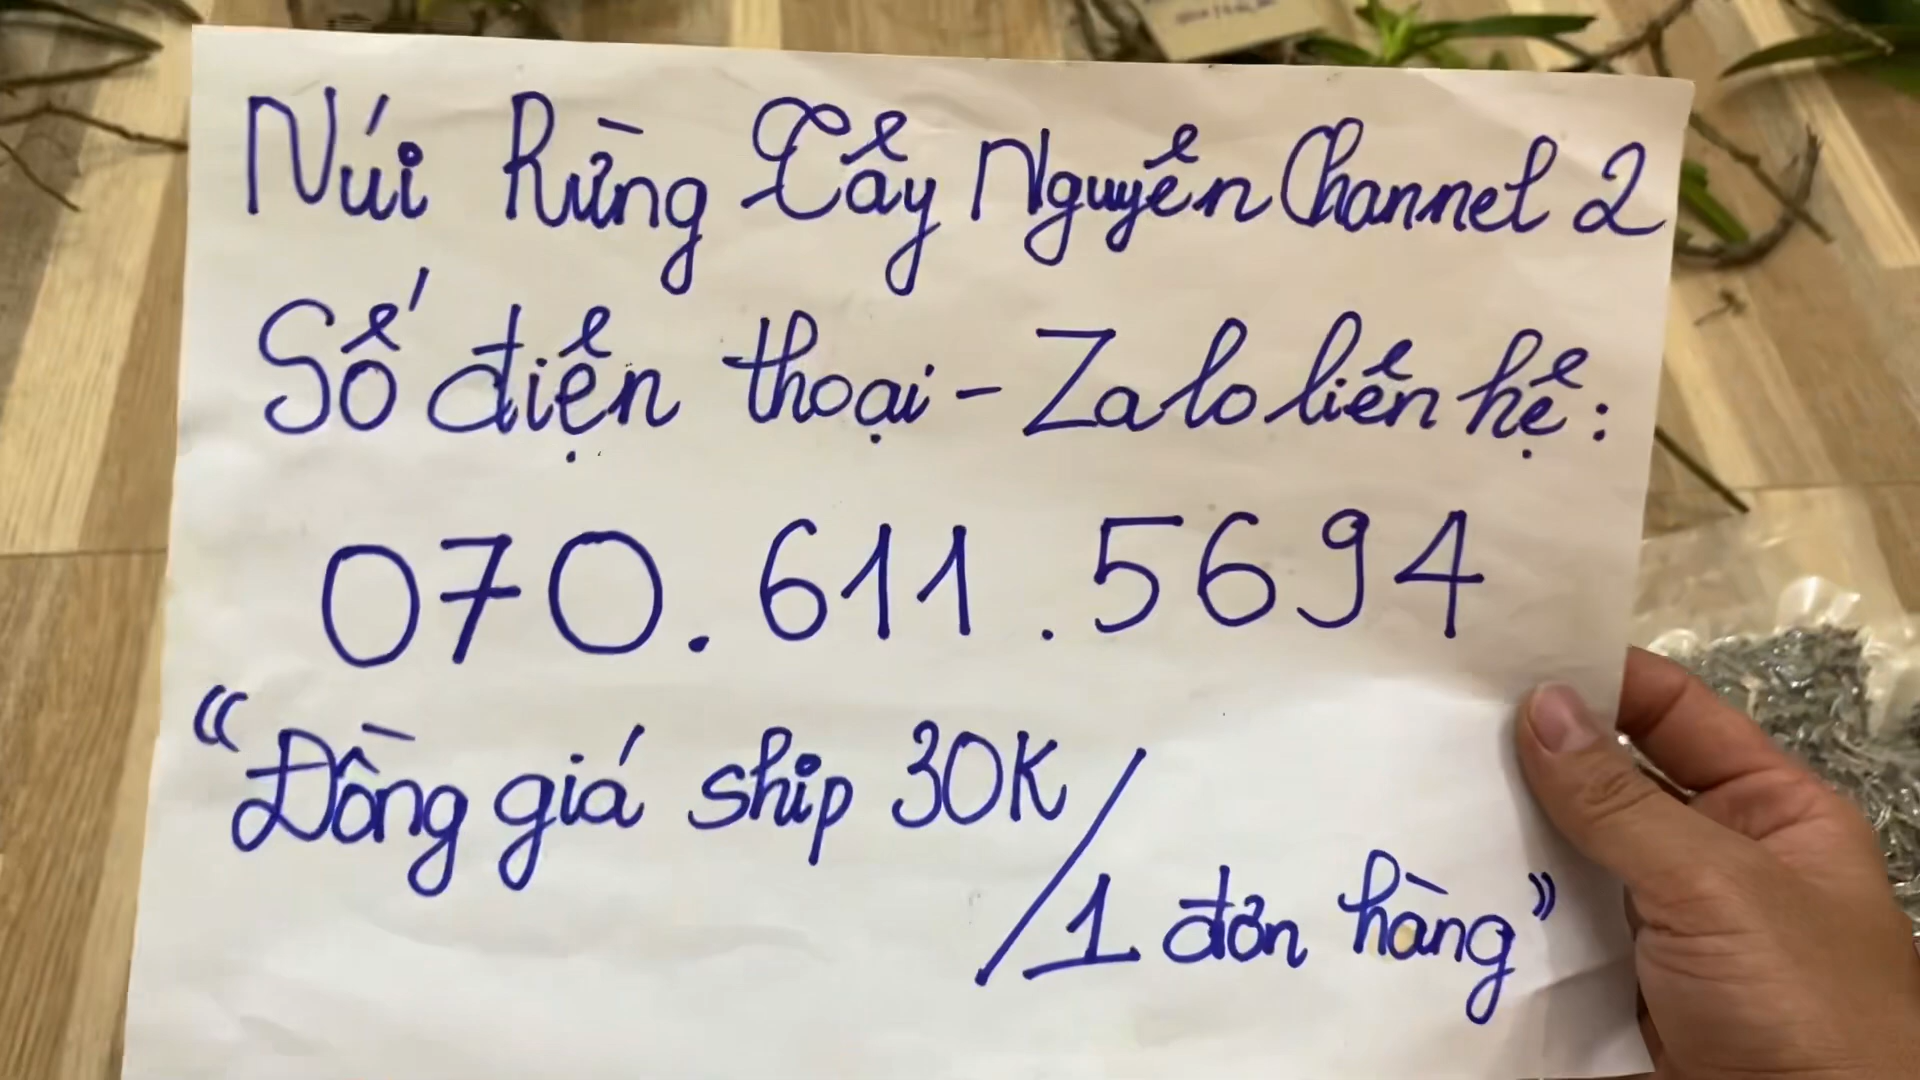 Núi Rừng Tây Nguyên Channel 2
Số điện thoại - Zalo liên hệ:
070.611.5694
“Đồng giá ship 30K
/1 đơn hàng”